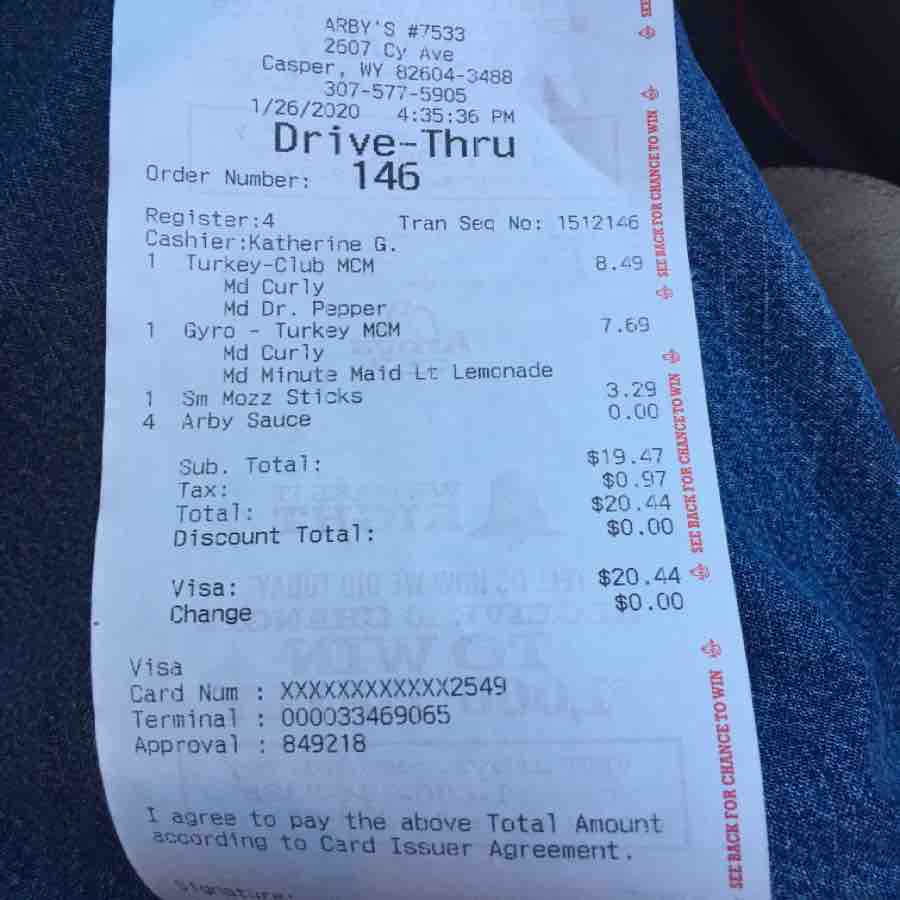 ARBY'S #7533
2607 Cy Ave
Casper, WY 82604-3488
307-577-5905
1/26/2020 4:35:36 PM
Drive-Thru
Order Number: 146
Register:4 Tran Seq No: 1512146
Cashier:Katherine G.
1 Turkey-Club MCM 8.49
Md Curly
Md Dr. Pepper
1 Gyro - Turkey MCM 7.69
Md Curly
Md Minute Maid Lt Lemonade
1 Sm Mozz Sticks 3.29
4 Arby Sauce 0.00
Sub. Total: $19.47
Tax: $0.97
Total: $20.44
Discount Total: $0.00
Visa: $20.44
Change $0.00
Visa
Card Num : XXXXXXXXXXXX2549
Terminal : 000033469065
Approval : 849218
I agree to pay the above Total Amount
according to Card Issuer Agreement.
Signature:
SEE
SEE BACK FOR CHANCE TO WIN
SEE BACK FOR CHANCE TO WIN
SEE BACK FOR CHANCE TO WIN